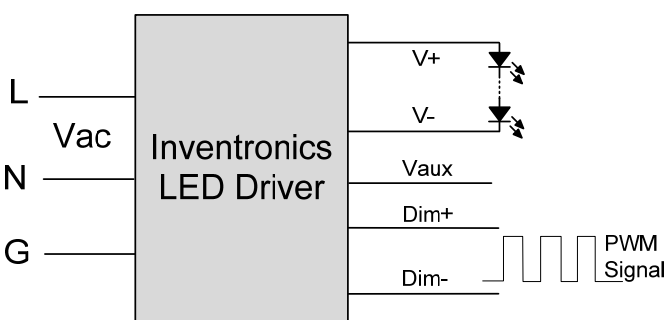 L
Vac
N
G
Inventronics
LED Driver
V+
V-
Vaux
Dim+
Dim-
PWM
Signal